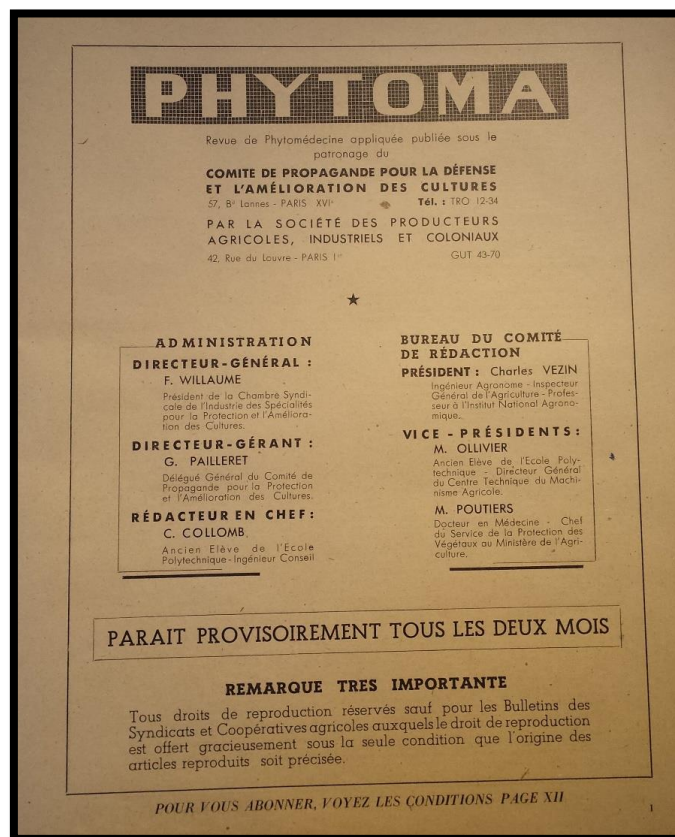 PHYTOMA
Revue de Phytomédecine appliquée publiée sous le
patronage du
COMITE DE PROPAGANDE POUR LA DÉFENSE
ET L'AMÉLIORATION DES CULTURES
57, Bd Lannes - PARIS XVIe Tél. : TRO 12-34
PAR LA SOCIÉTÉ DES PRODUCTEURS
AGRICOLES, INDUSTRIELS ET COLONIAUX
42, Rue du Louvre - PARIS Ier GUT 43-70
ADMINISTRATION
DIRECTEUR-GÉNÉRAL :
F. WILLAUME
Président de la Chambre Syndi-
cale de l'Industrie des Spécialités
pour la Protection et l'Améliora-
tion des Cultures.
DIRECTEUR-GÉRANT :
G. PAILLERET
Délégué Général du Comité de
Propagande pour la Protection
et l'Amélioration des Cultures.
RÉDACTEUR EN CHEF :
C. COLLOMB
Ancien Elève de l'Ecole
Polytechnique - Ingénieur Conseil
BUREAU DU COMITÉ
DE RÉDACTION
PRÉSIDENT : Charles VEZIN
Ingénieur Agronome - Inspecteur
Général de l'Agriculture - Profes-
seur à l'Institut National Agrono-
mique.
VICE - PRÉSIDENTS :
M. OLLIVIER
Ancien Elève de l'Ecole Poly-
technique - Directeur Général
du Centre Technique du Machi-
nisme Agricole.
M. POUTIERS
Docteur en Médecine - Chef
du Service de la Protection des
Végétaux au Ministère de l'Agri-
culture.
PARAIT PROVISOIREMENT TOUS LES DEUX MOIS
REMARQUE TRES IMPORTANTE
Tous droits de reproduction réservés sauf pour les Bulletins des
Syndicats et Coopératives agricoles auxquels le droit de reproduction
est offert gracieusement sous la seule condition que l'origine des
articles reproduits soit précisée.
POUR VOUS ABONNER, VOYEZ LES CONDITIONS PAGE XII
1